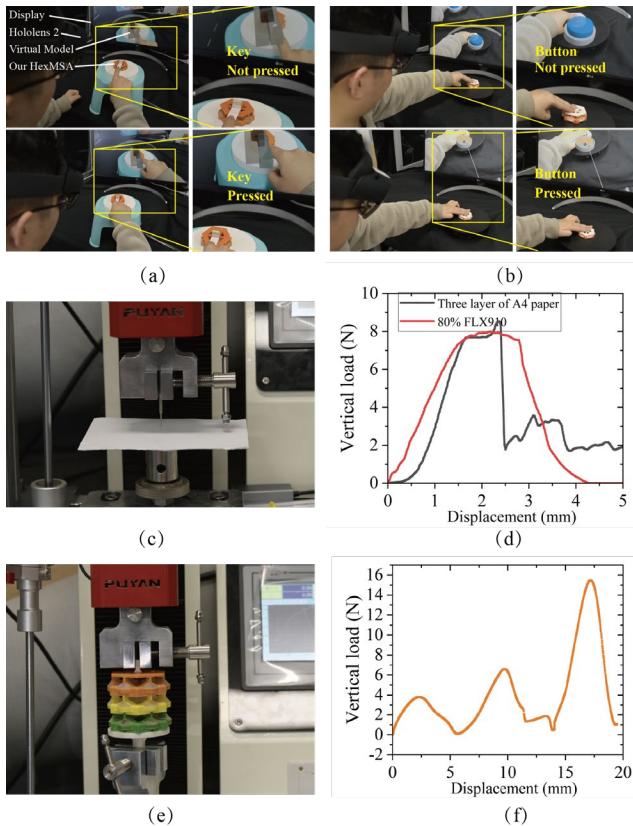 Display
Hololens 2
Virtual Model
Our HexMSA
Key
Not pressed
Key
Pressed
(a)
Button
Not pressed
Button
Pressed
(b)
PUYAN
(c)
Three layer of A4 paper
80% FLX910
Vertical load (N)
10
8
6
4
2
0
0 1 2 3 4 5
Displacement (mm)
(d)
PUYAN
(e)
Vertical load (N)
16
14
12
10
8
6
4
2
0
-2
0 5 10 15 20
Displacement (mm)
(f)